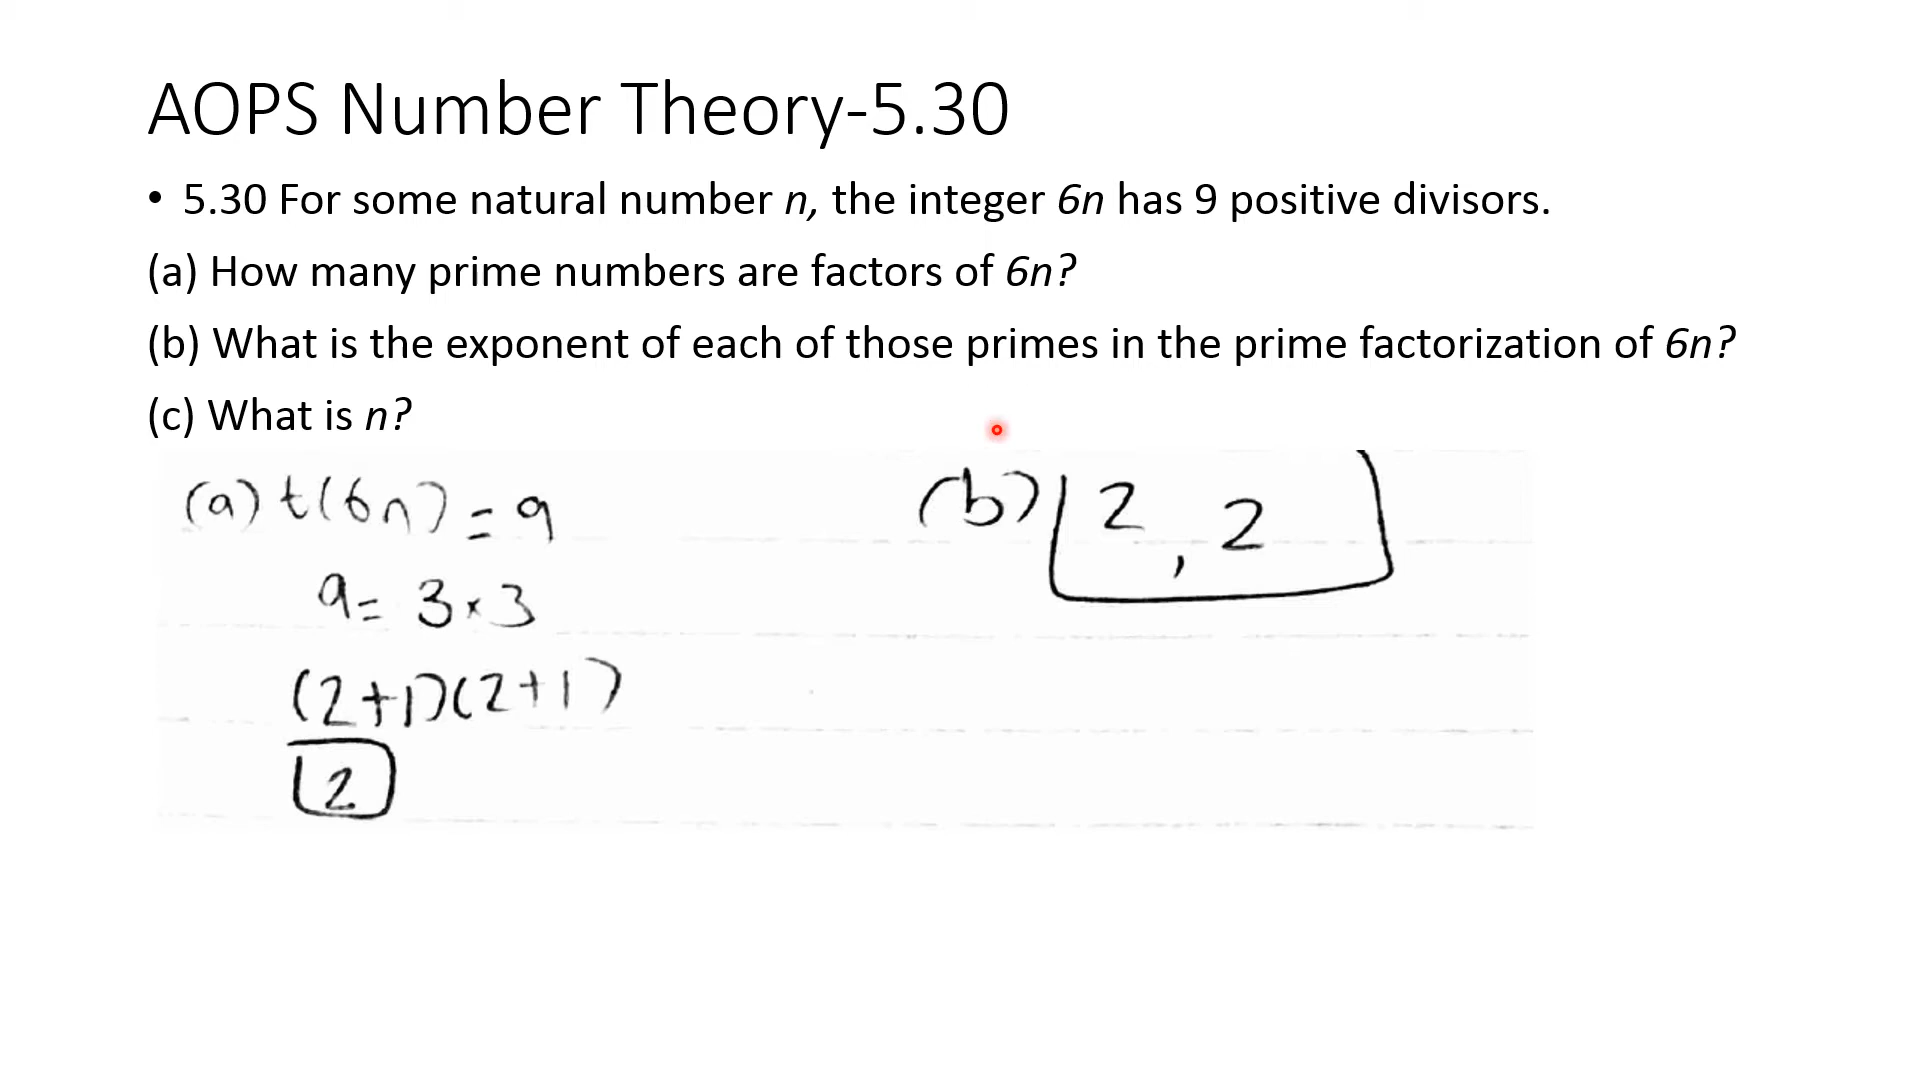 AOPS Number Theory-5.30
• 5.30 For some natural number n, the integer 6n has 9 positive divisors.
(a) How many prime numbers are factors of 6n?
(b) What is the exponent of each of those primes in the prime factorization of 6n?
(c) What is n?
(a) t(6n) = 9
9 = 3 × 3
(2+1)(2+1)
2
(b) 2, 2